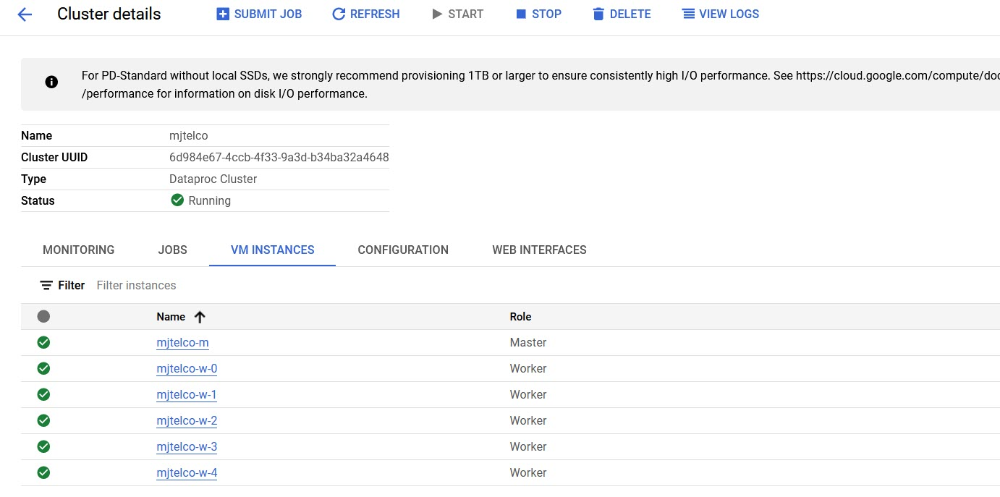 Cluster details SUBMIT JOB REFRESH START STOP DELETE VIEW LOGS
For PD-Standard without local SSDs, we strongly recommend provisioning 1TB or larger to ensure consistently high I/O performance. See https://cloud.google.com/compute/doc
/performance for information on disk I/O performance.
Name mjtelco
Cluster UUID 6d984e67-4ccb-4f33-9a3d-b34ba32a4648
Type Dataproc Cluster
Status Running
MONITORING JOBS VM INSTANCES CONFIGURATION WEB INTERFACES
Filter Filter instances
Name Role
mjtelco-m Master
mjtelco-w-0 Worker
mjtelco-w-1 Worker
mjtelco-w-2 Worker
mjtelco-w-3 Worker
mjtelco-w-4 Worker